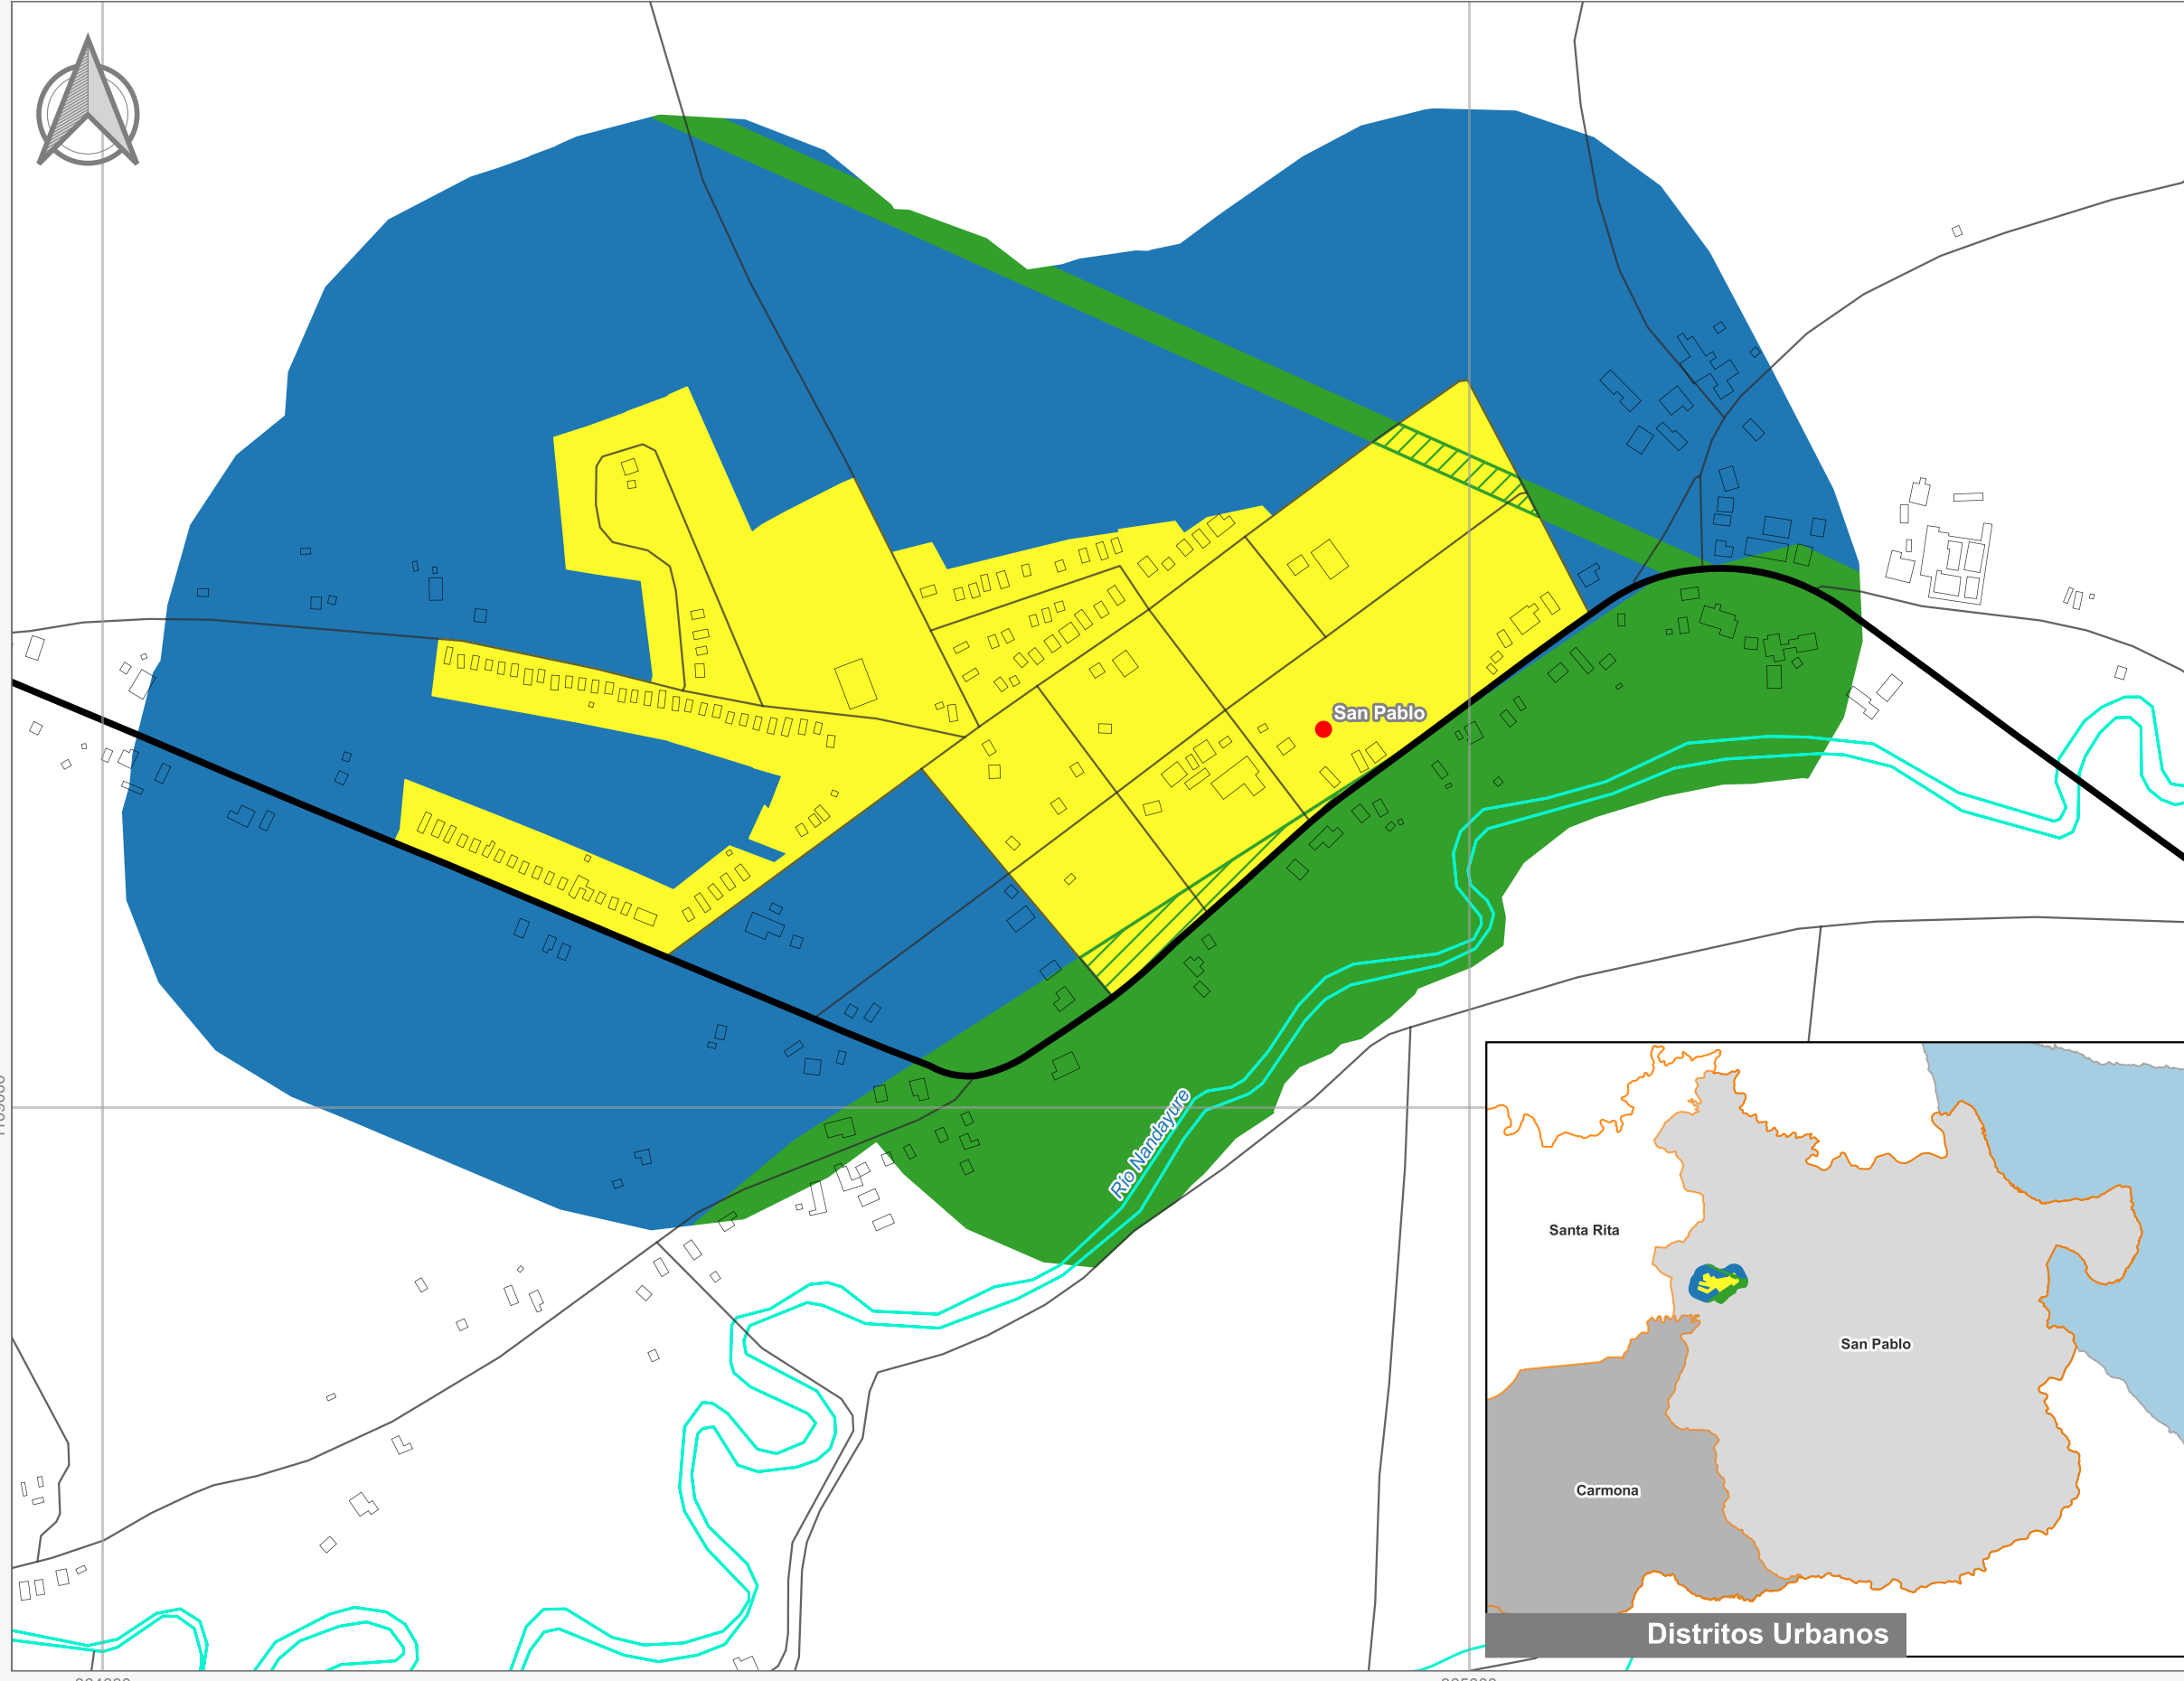 San Pablo
Río Nandayure
Santa Rita
San Pablo
Carmona
Distritos Urbanos